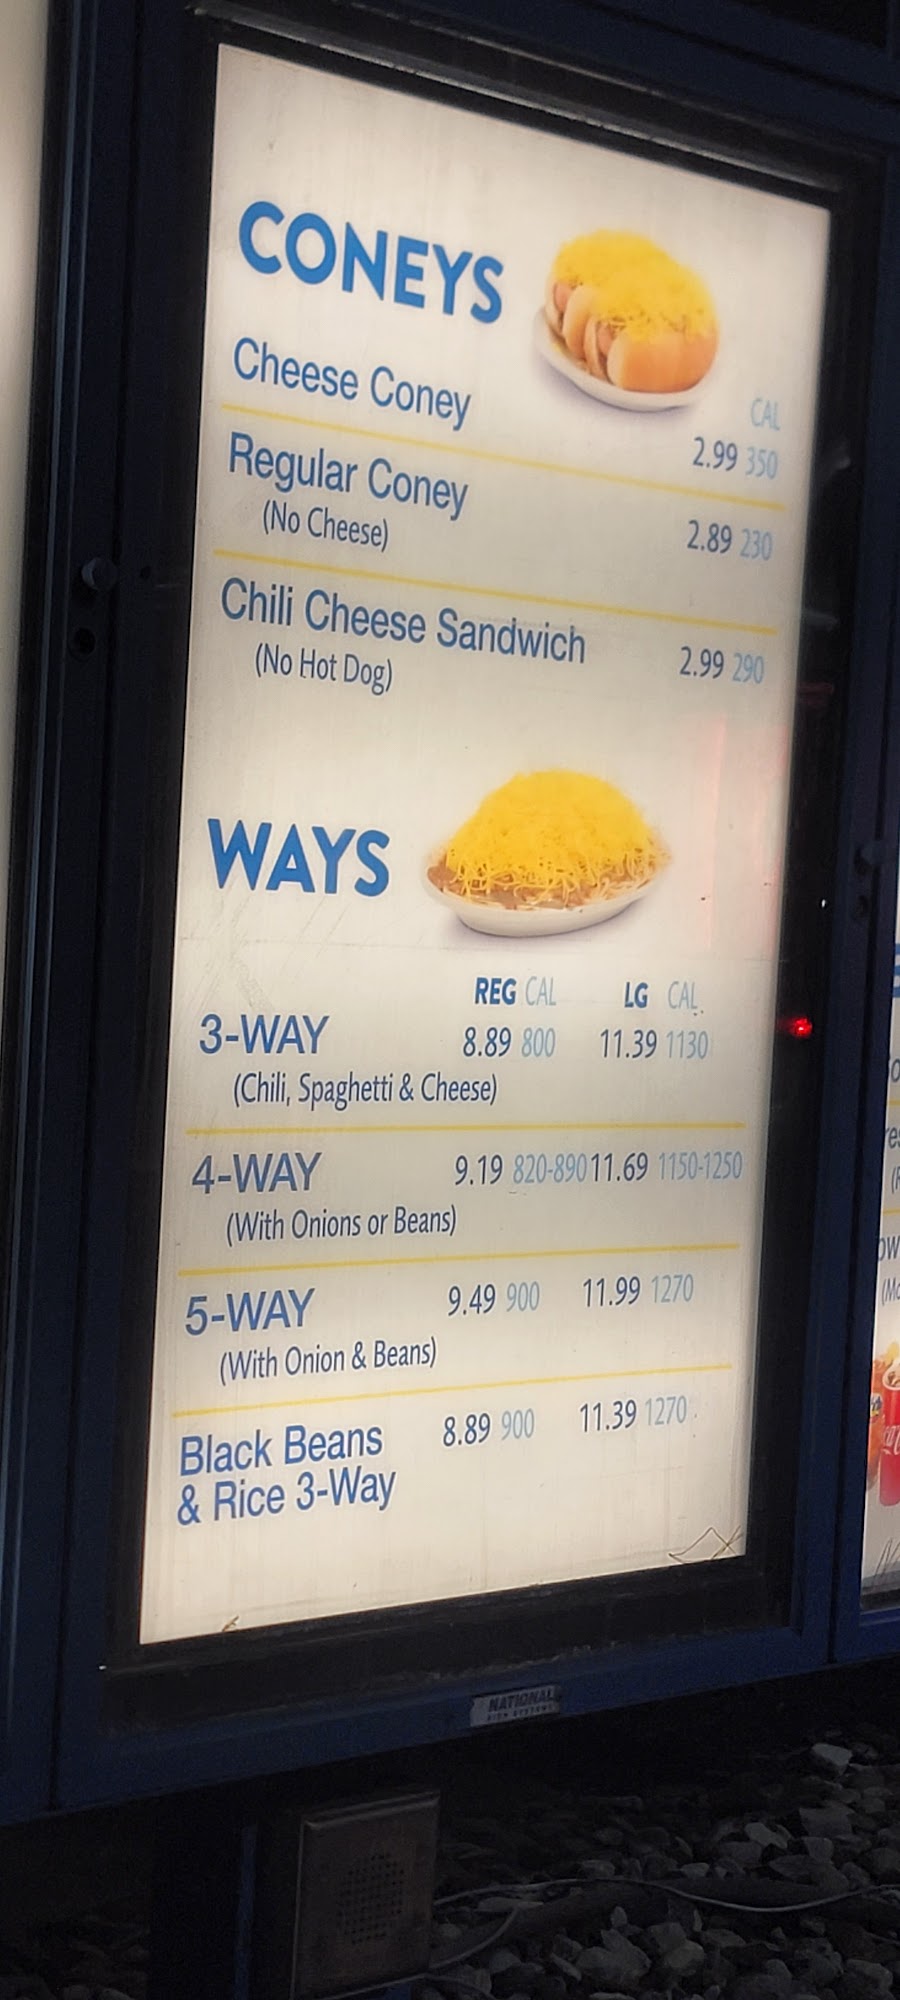 CONEYS
CAL
Cheese Coney 2.99 350
Regular Coney 2.89 230
(No Cheese)
Chili Cheese Sandwich 2.99 290
(No Hot Dog)
WAYS
REG CAL LG CAL
3-WAY 8.89 800 11.39 1130
(Chili, Spaghetti & Cheese)
4-WAY 9.19 820-890 11.69 1150-1250
(With Onions or Beans)
5-WAY 9.49 900 11.99 1270
(With Onion & Beans)
Black Beans 8.89 900 11.39 1270
& Rice 3-Way
NATIONAL
SIGN SYSTEMS